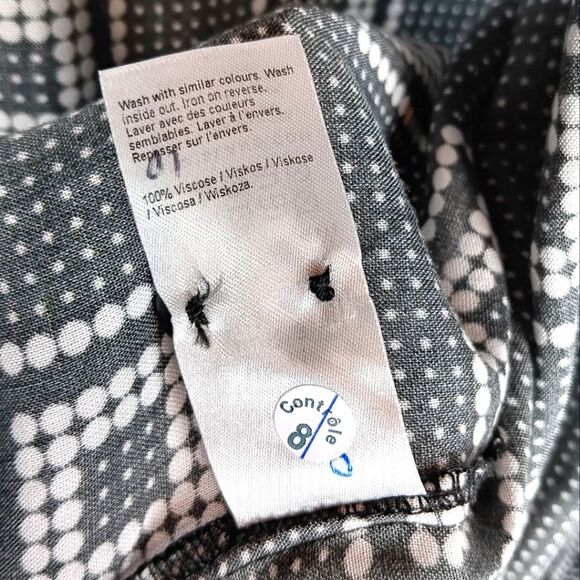 Wash with similar colours. Wash
inside out. Iron on reverse.
Laver avec des couleurs
semblables. Laver à l'envers.
Repasser sur l'envers.
07
100% Viscose / Viskos / Viskose
/ Viscosa / Wiskoza.
Contrôle
8